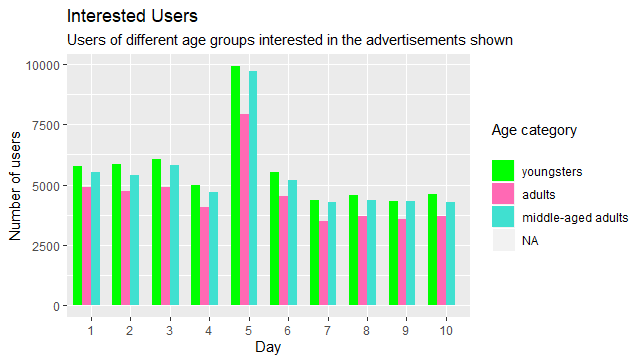 Interested Users
Users of different age groups interested in the advertisements shown
10000
7500
5000
2500
0
Number of users
1 2 3 4 5 6 7 8 9 10
Day
Age category
youngsters
adults
middle-aged adults
NA